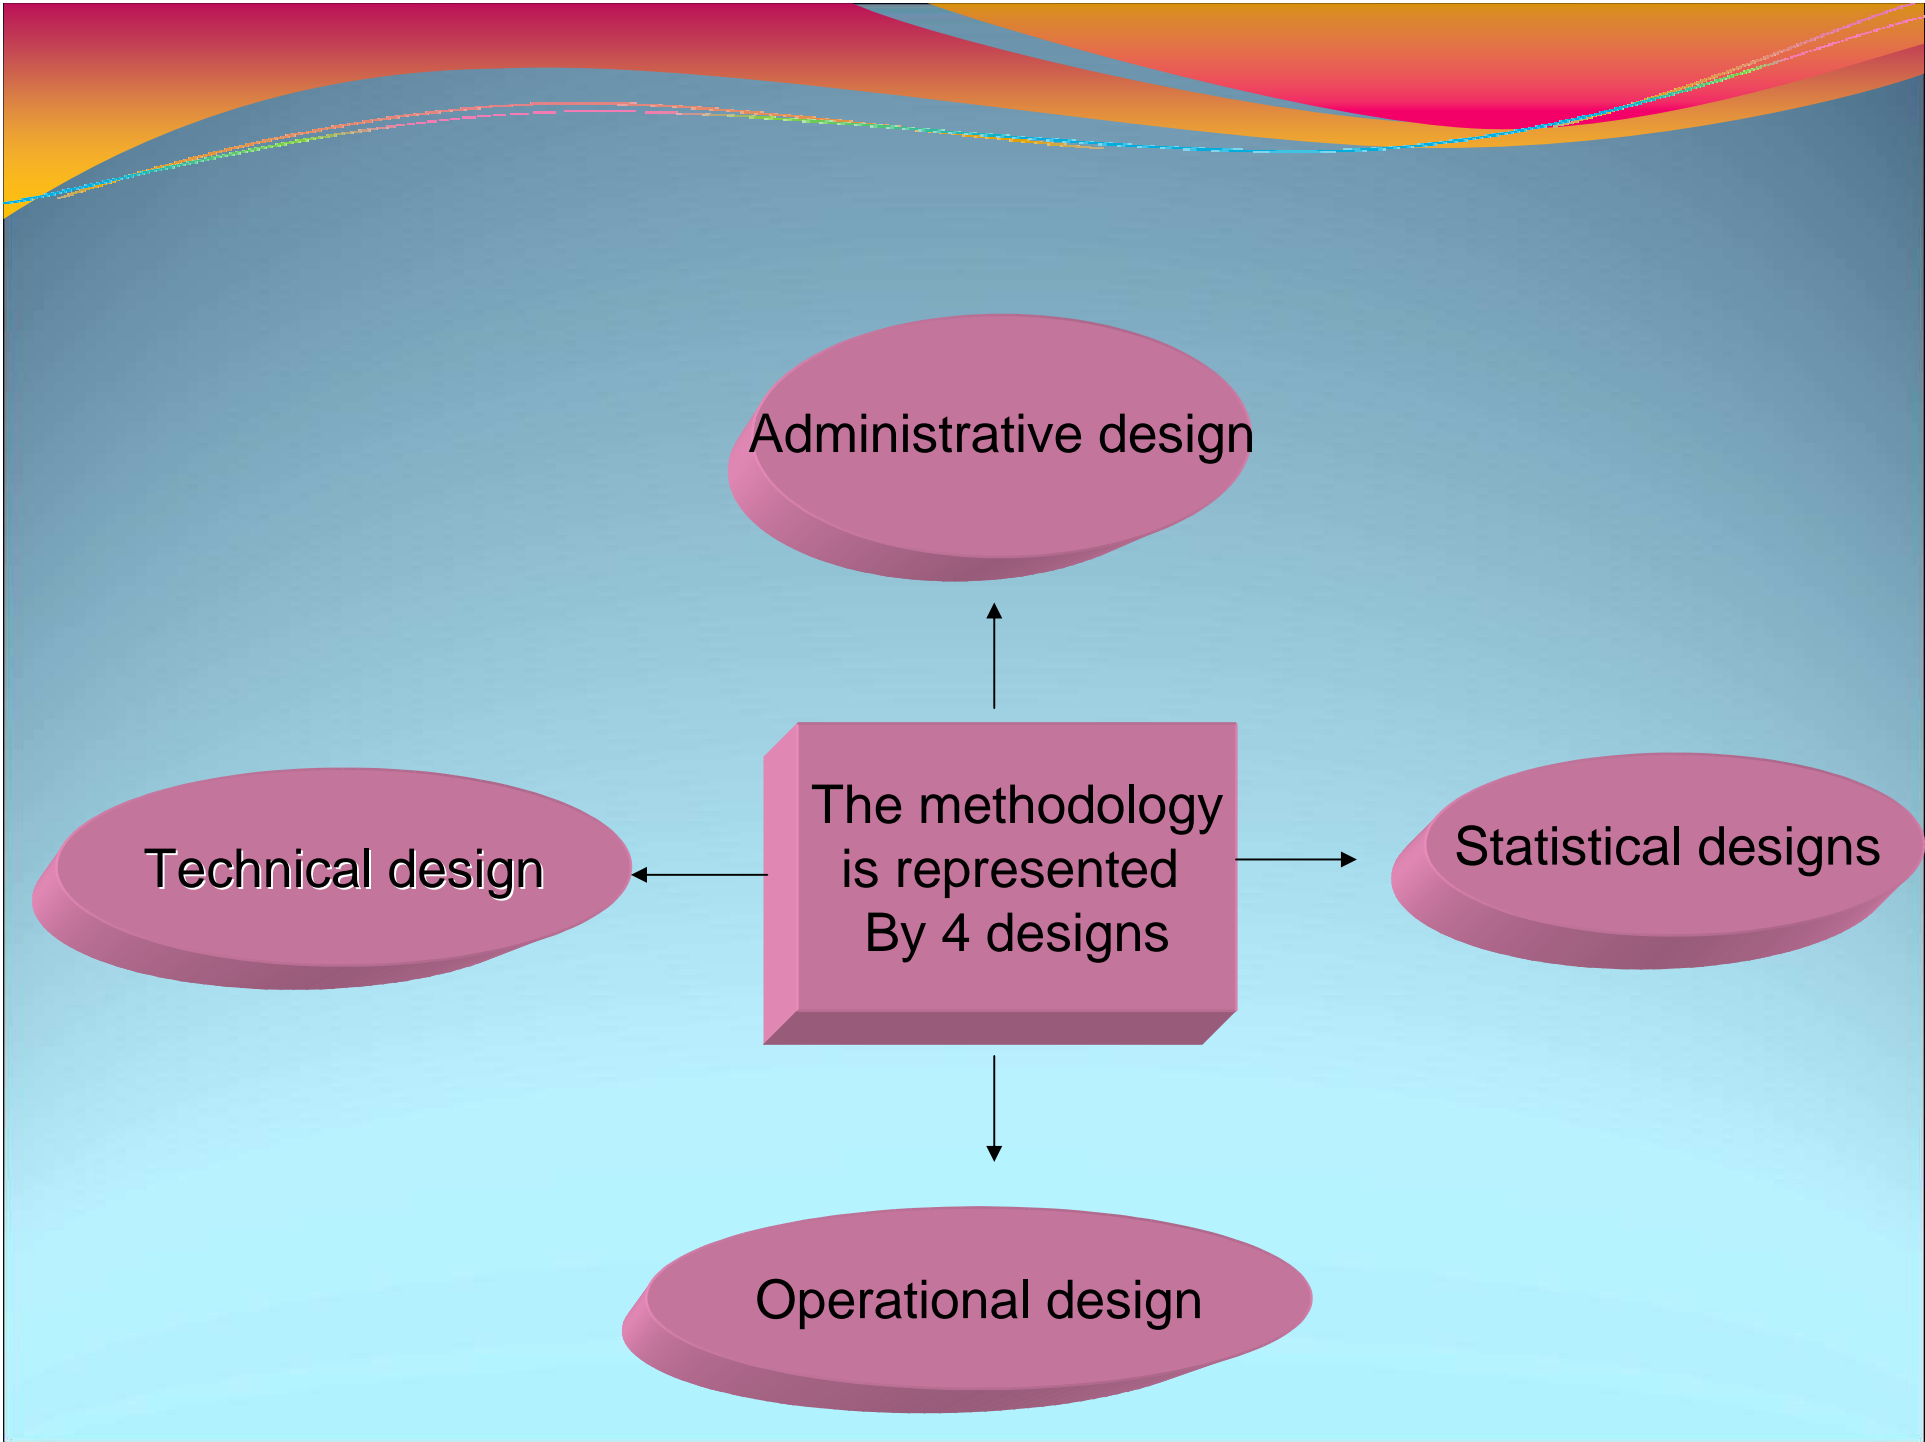 Administrative design
Technical design
The methodology
is represented
By 4 designs
Statistical designs
Operational design